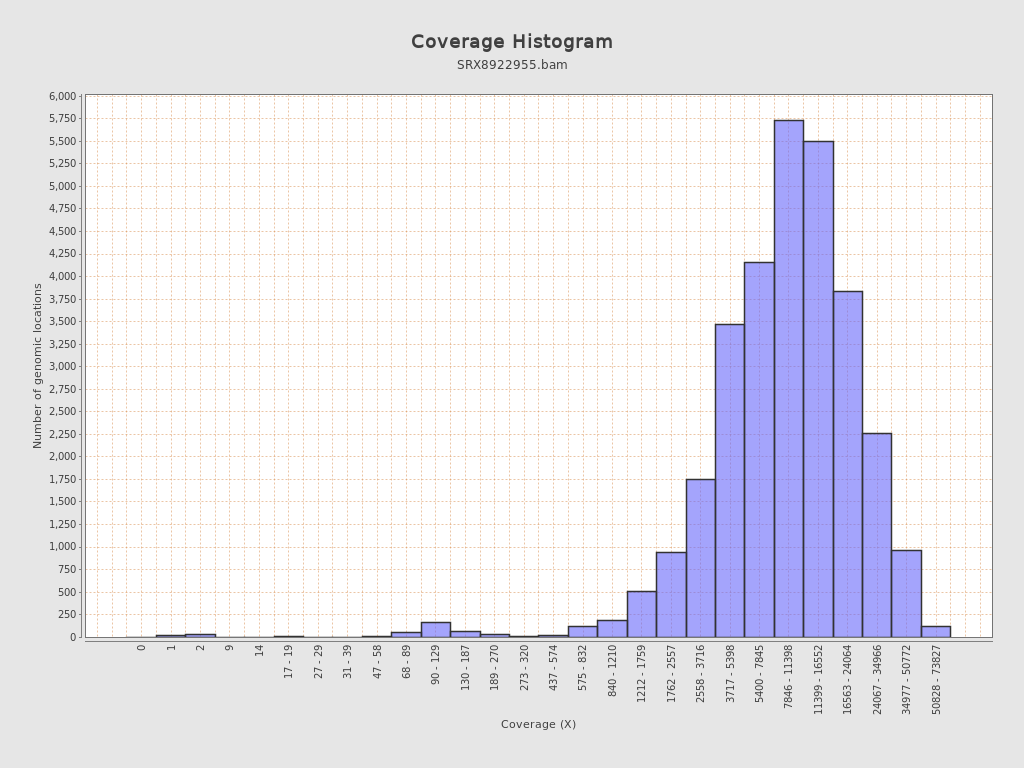 Coverage Histogram
SRX8922955.bam
6,000
5,750
5,500
5,250
5,000
4,750
4,500
4,250
4,000
3,750
3,500
3,250
3,000
2,750
2,500
2,250
2,000
1,750
1,500
1,250
1,000
750
500
250
0
Number of genomic locations
0
1
2
9
14
17 - 19
27 - 29
31 - 39
47 - 58
68 - 89
90 - 129
130 - 187
189 - 270
273 - 320
437 - 574
575 - 832
840 - 1210
1212 - 1759
1762 - 2557
2558 - 3716
3717 - 5398
5400 - 7845
7846 - 11398
11399 - 16552
16563 - 24064
24067 - 34966
34977 - 50772
50828 - 73827
Coverage (X)